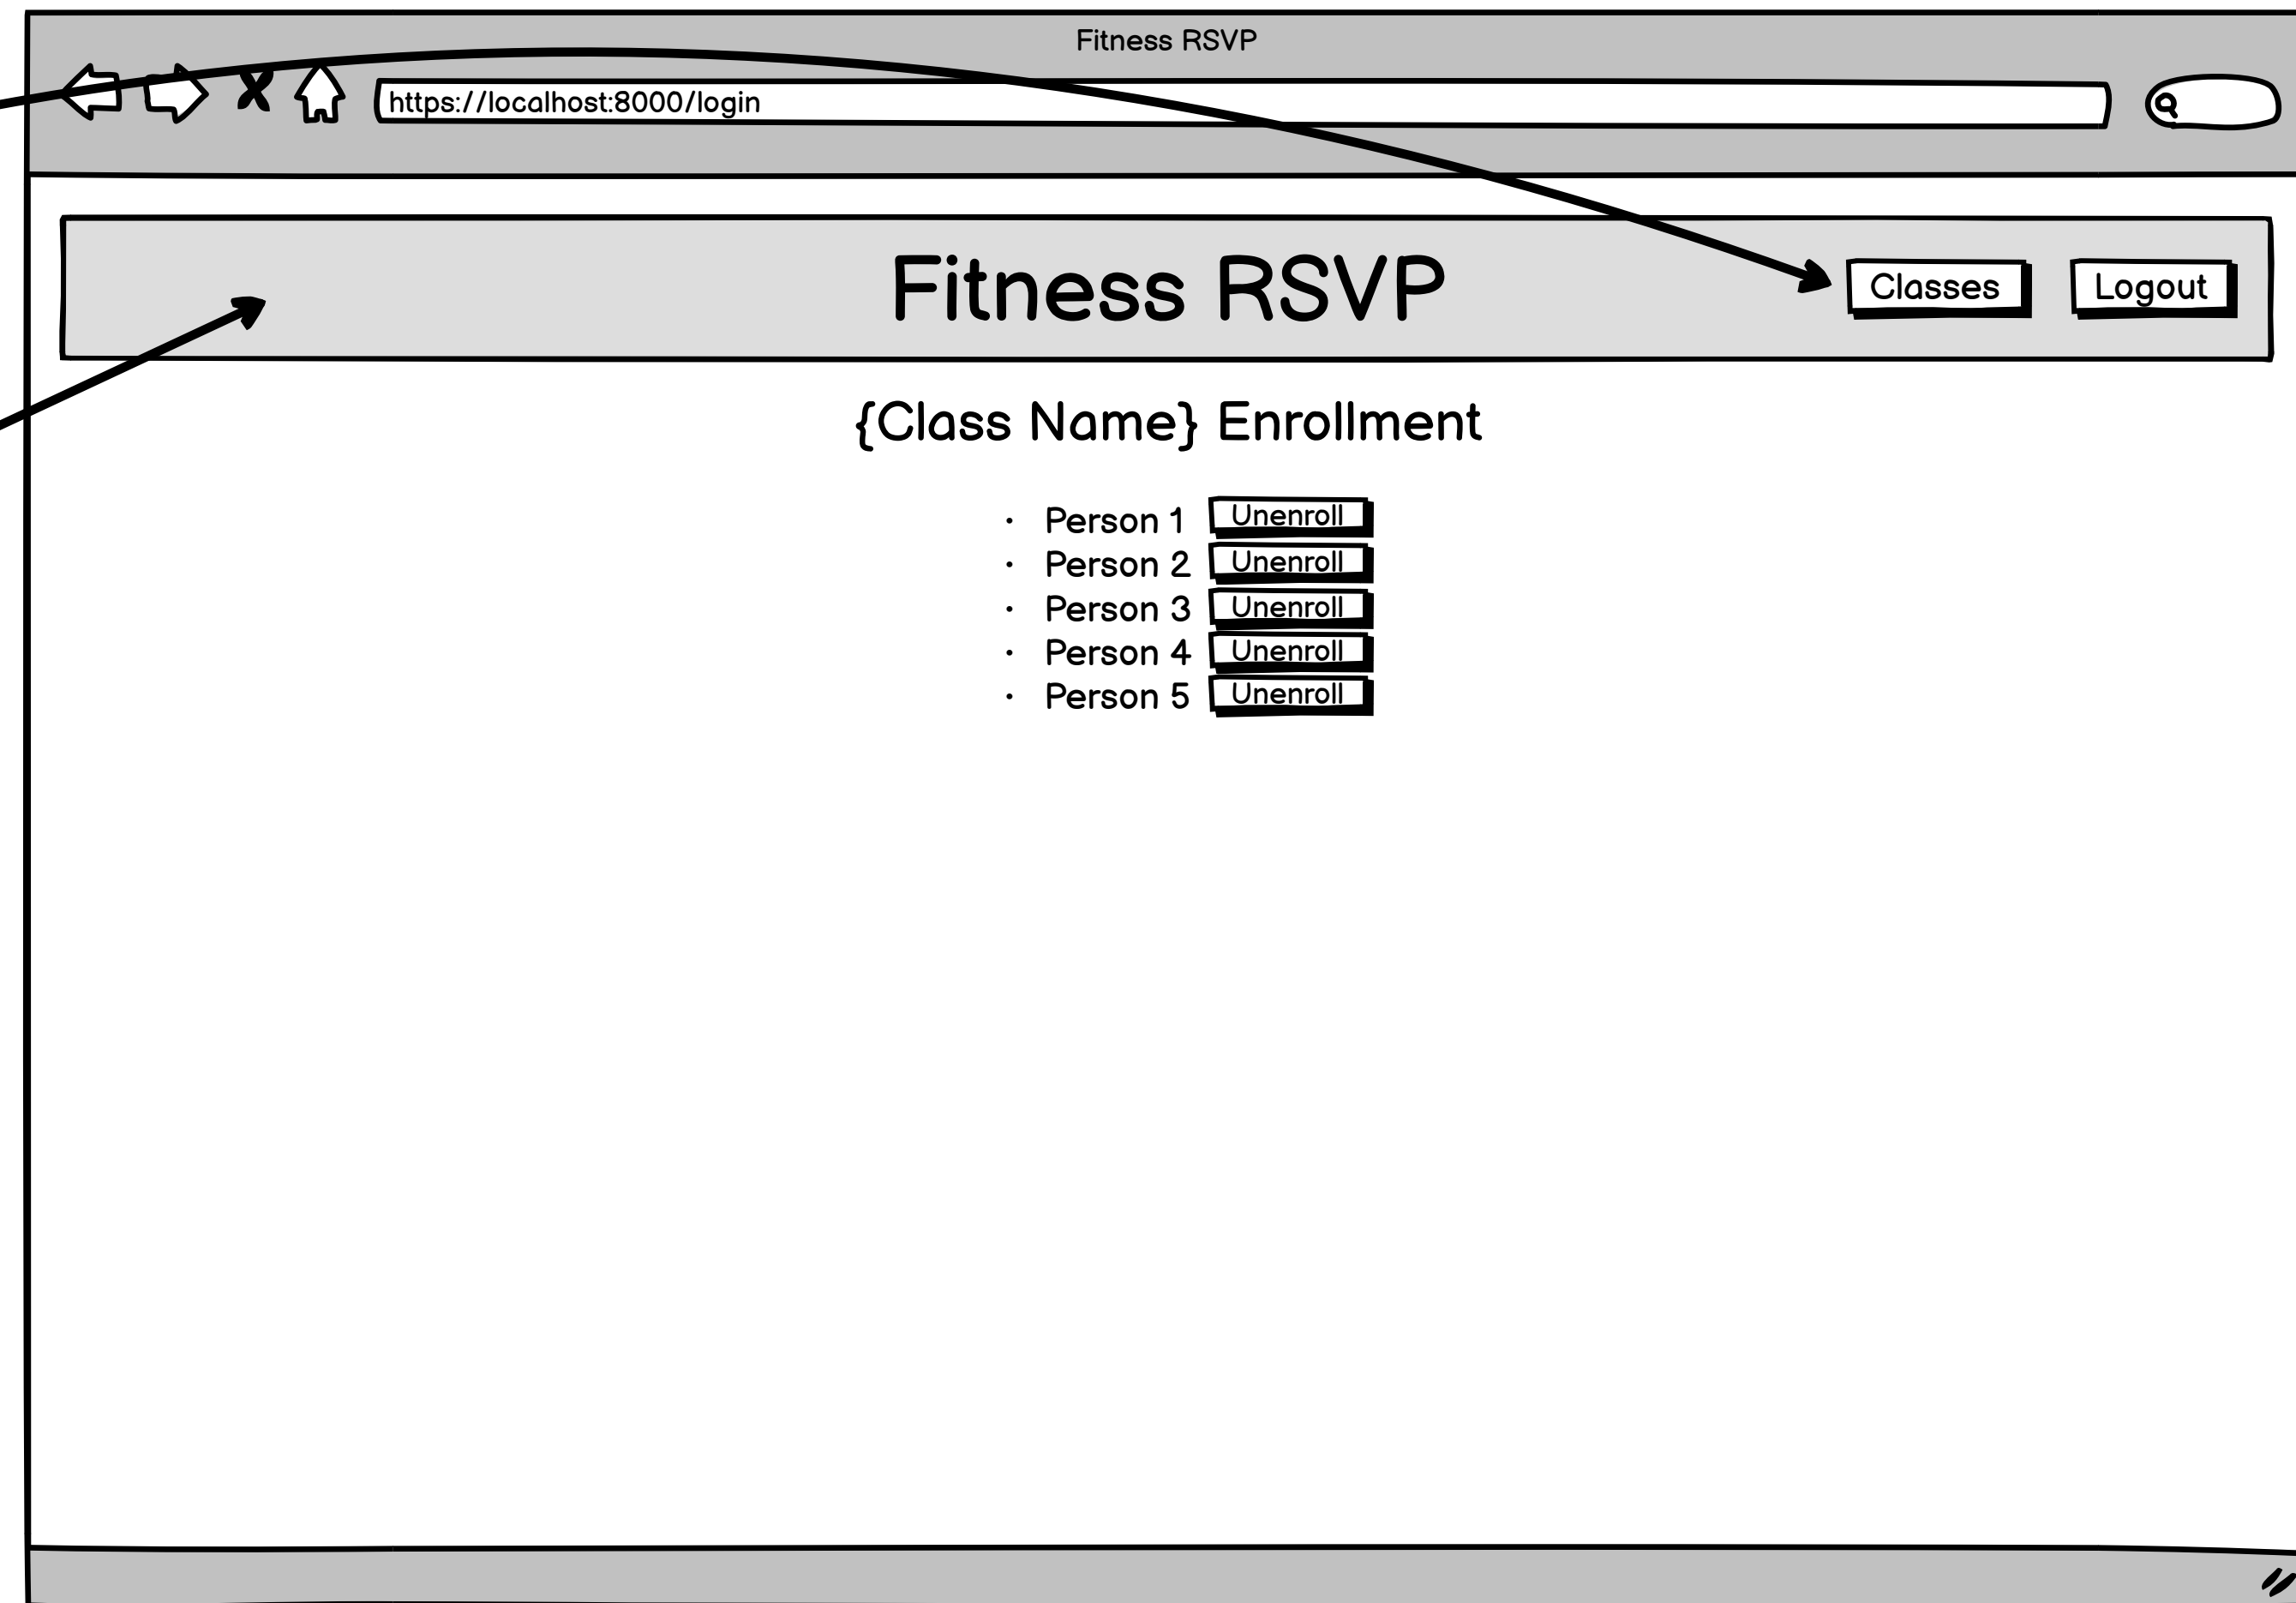 Fitness RSVP
https://localhost:8000/login
Fitness RSVP
Classes
Logout
{Class Name} Enrollment
• Person 1 Unenroll
• Person 2 Unenroll
• Person 3 Unenroll
• Person 4 Unenroll
• Person 5 Unenroll